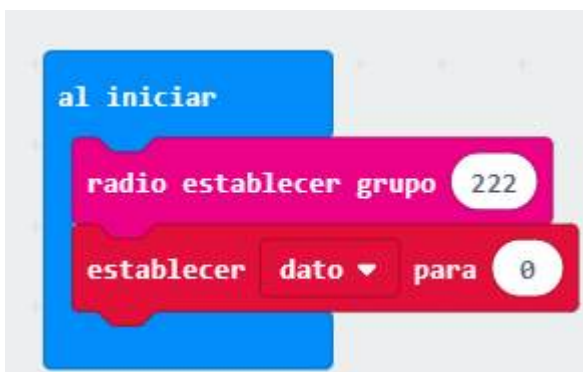 al iniciar
radio establecer grupo 222
establecer dato para 0